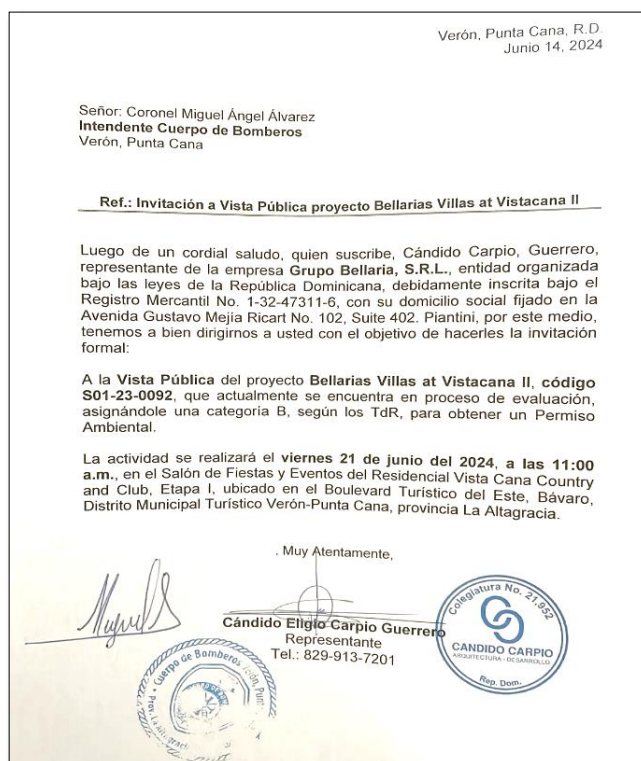 Verón, Punta Cana, R.D.
Junio 14, 2024
Señor: Coronel Miguel Ángel Álvarez
Intendente Cuerpo de Bomberos
Verón, Punta Cana
Ref.: Invitación a Vista Pública proyecto Bellarias Villas at Vistacana II
Luego de un cordial saludo, quien suscribe, Cándido Carpio, Guerrero,
representante de la empresa Grupo Bellaria, S.R.L., entidad organizada
bajo las leyes de la República Dominicana, debidamente inscrita bajo el
Registro Mercantil No. 1-32-47311-6, con su domicilio social fijado en la
Avenida Gustavo Mejía Ricart No. 102, Suite 402. Piantini, por este medio,
tenemos a bien dirigirnos a usted con el objetivo de hacerles la invitación
formal:
A la Vista Pública del proyecto Bellarias Villas at Vistacana II, código
S01-23-0092, que actualmente se encuentra en proceso de evaluación,
asignándole una categoría B, según los TdR, para obtener un Permiso
Ambiental.
La actividad se realizará el viernes 21 de junio del 2024, a las 11:00
a.m., en el Salón de Fiestas y Eventos del Residencial Vista Cana Country
and Club, Etapa I, ubicado en el Boulevard Turístico del Este, Bávaro,
Distrito Municipal Turístico Verón-Punta Cana, provincia La Altagracia.
. Muy Atentamente,
Cándido Eligio Carpio Guerrero
Representante
Tel.: 829-913-7201
Colegiatura No. 21,952
CANDIDO CARPIO
ARQUITECTURA - DESARROLLO
Rep. Dom.
Cuerpo de Bomberos Verón, Punta
Prov. La Altagracia